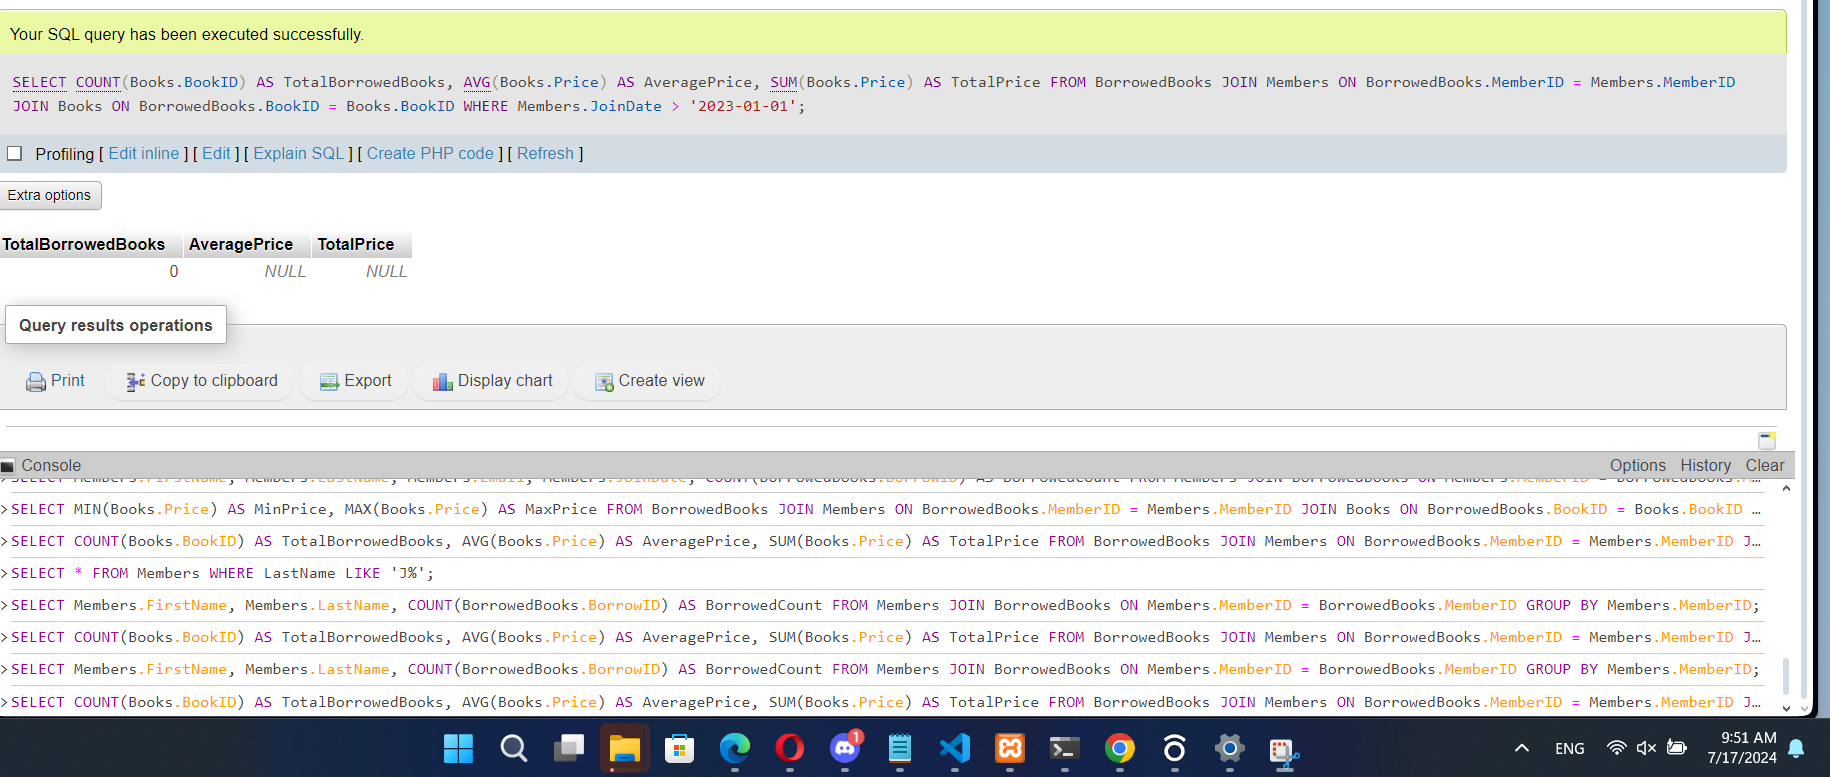 Your SQL query has been executed successfully.
SELECT COUNT(Books.BookID) AS TotalBorrowedBooks, AVG(Books.Price) AS AveragePrice, SUM(Books.Price) AS TotalPrice FROM BorrowedBooks JOIN Members ON BorrowedBooks.MemberID = Members.MemberID
JOIN Books ON BorrowedBooks.BookID = Books.BookID WHERE Members.JoinDate > '2023-01-01';
Profiling [ Edit inline ] [ Edit ] [ Explain SQL ] [ Create PHP code ] [ Refresh ]
Extra options
TotalBorrowedBooks AveragePrice TotalPrice
0 NULL NULL
Query results operations
Print Copy to clipboard Export Display chart Create view
Console Options History Clear
>SELECT Members.FirstName, Members.LastName, Members.Email, Members.JoinDate, COUNT(BorrowedBooks.BorrowID) AS BorrowedCount FROM Members JOIN BorrowedBooks ON Members.MemberID = BorrowedBooks.M…
>SELECT MIN(Books.Price) AS MinPrice, MAX(Books.Price) AS MaxPrice FROM BorrowedBooks JOIN Members ON BorrowedBooks.MemberID = Members.MemberID JOIN Books ON BorrowedBooks.BookID = Books.BookID …
>SELECT COUNT(Books.BookID) AS TotalBorrowedBooks, AVG(Books.Price) AS AveragePrice, SUM(Books.Price) AS TotalPrice FROM BorrowedBooks JOIN Members ON BorrowedBooks.MemberID = Members.MemberID J…
>SELECT * FROM Members WHERE LastName LIKE 'J%';
>SELECT Members.FirstName, Members.LastName, COUNT(BorrowedBooks.BorrowID) AS BorrowedCount FROM Members JOIN BorrowedBooks ON Members.MemberID = BorrowedBooks.MemberID GROUP BY Members.MemberID;
>SELECT COUNT(Books.BookID) AS TotalBorrowedBooks, AVG(Books.Price) AS AveragePrice, SUM(Books.Price) AS TotalPrice FROM BorrowedBooks JOIN Members ON BorrowedBooks.MemberID = Members.MemberID J…
>SELECT Members.FirstName, Members.LastName, COUNT(BorrowedBooks.BorrowID) AS BorrowedCount FROM Members JOIN BorrowedBooks ON Members.MemberID = BorrowedBooks.MemberID GROUP BY Members.MemberID;
>SELECT COUNT(Books.BookID) AS TotalBorrowedBooks, AVG(Books.Price) AS AveragePrice, SUM(Books.Price) AS TotalPrice FROM BorrowedBooks JOIN Members ON BorrowedBooks.MemberID = Members.MemberID J…
1
ENG
9:51 AM
7/17/2024